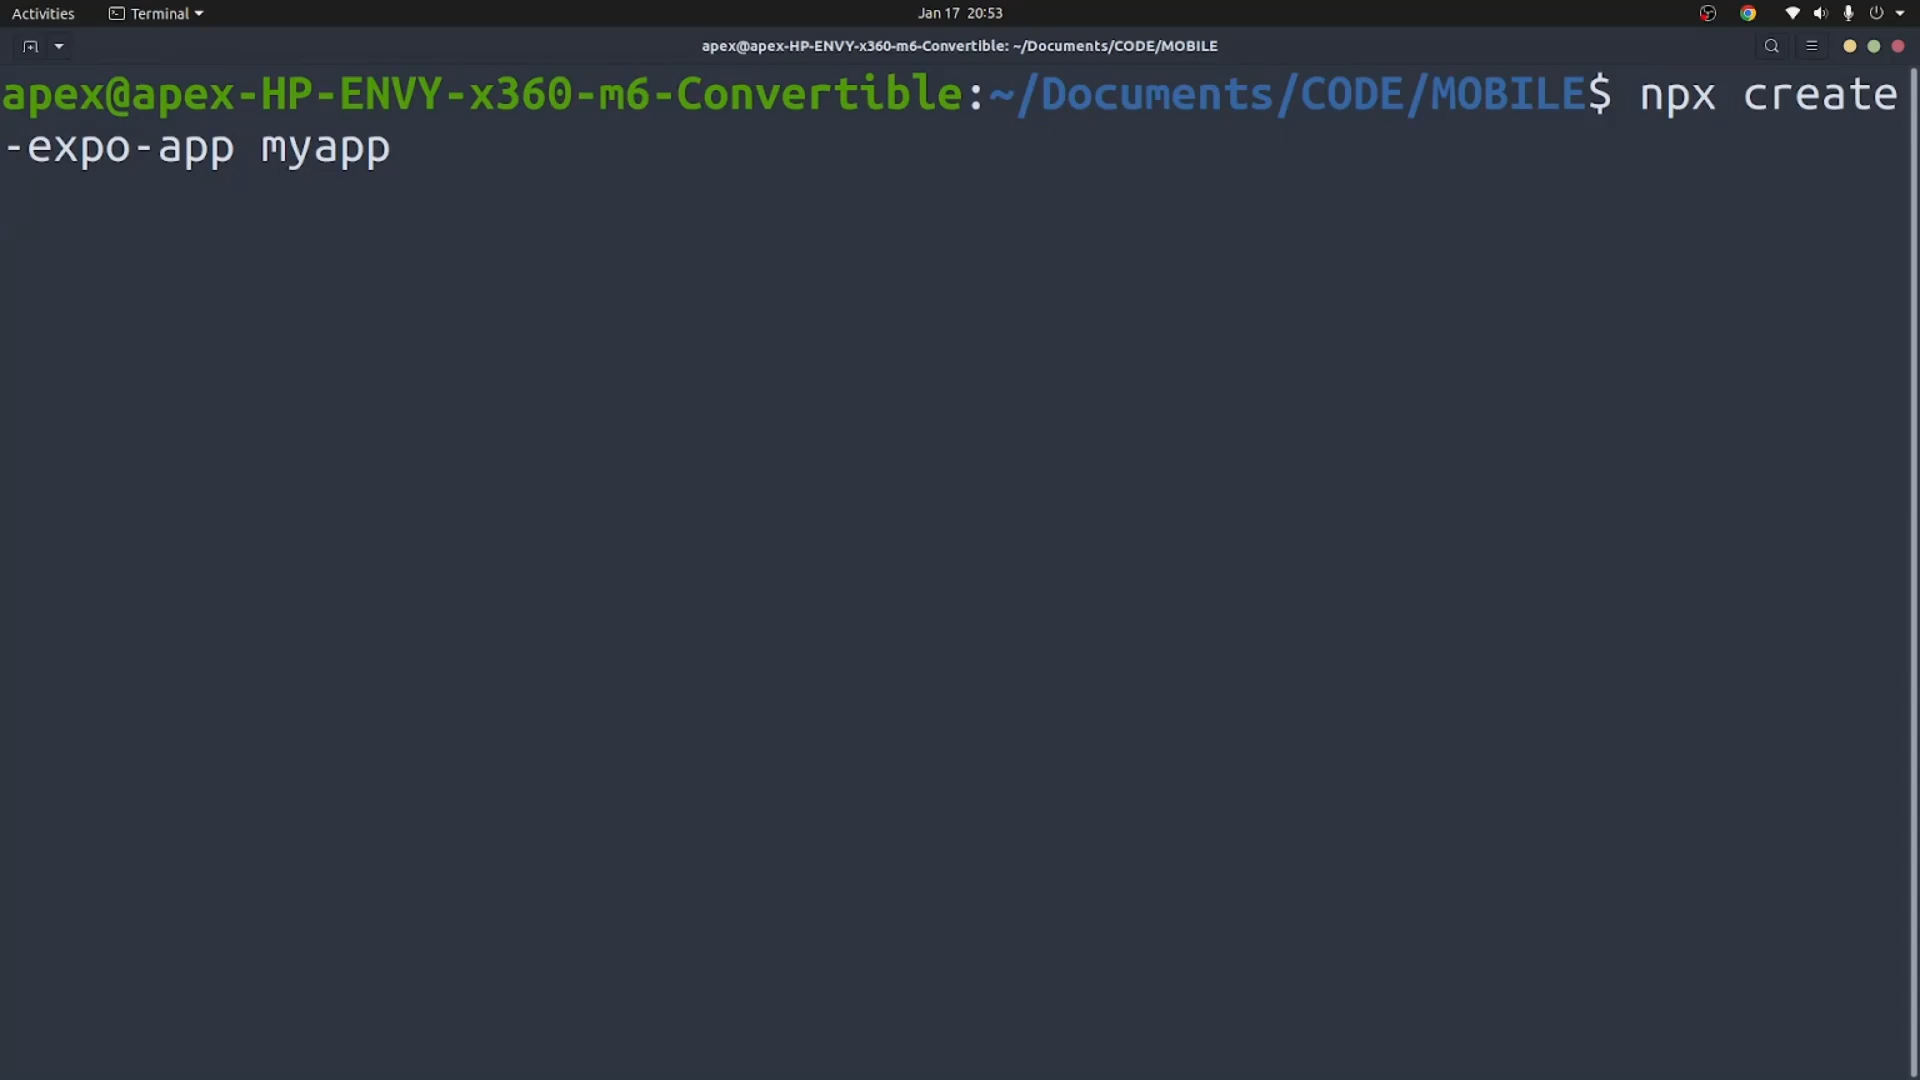 Activities Terminal Jan 17 20:53
apex@apex-HP-ENVY-x360-m6-Convertible: ~/Documents/CODE/MOBILE
apex@apex-HP-ENVY-x360-m6-Convertible:~/Documents/CODE/MOBILE$ npx create
-expo-app myapp